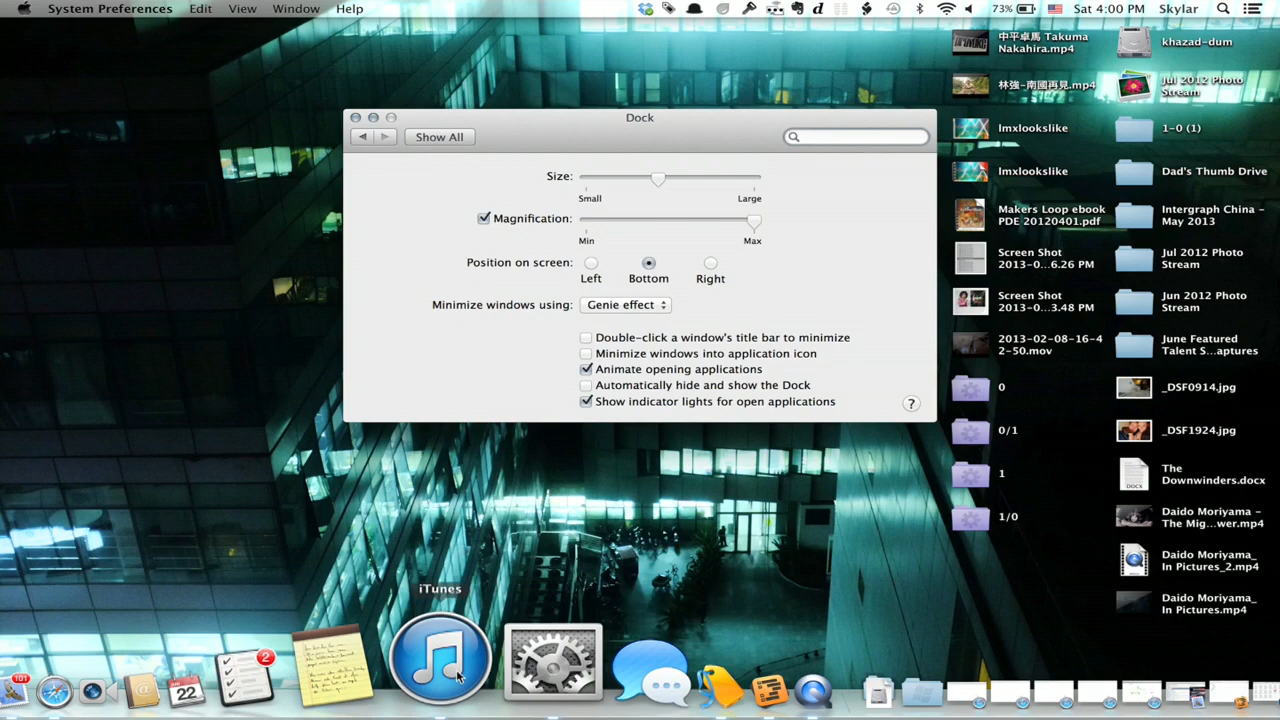 System Preferences Edit View Window Help
73% Sat 4:00 PM Skylar
Dock
Show All
Size:
Small Large
Magnification:
Min Max
Position on screen:
Left Bottom Right
Minimize windows using: Genie effect
Double-click a window's title bar to minimize
Minimize windows into application icon
Animate opening applications
Automatically hide and show the Dock
Show indicator lights for open applications
?
中平卓馬 Takuma
Nakahira.mp4
林強-南國再見.mp4
Imxlookslike
Imxlookslike
Makers Loop ebook
PDE 20120401.pdf
Screen Shot
2013-0...6.26 PM
Screen Shot
2013-0...3.48 PM
2013-02-08-16-4
2-50.mov
0
0/1
1
1/0
khazad-dum
Jul 2012 Photo
Stream
1-0 (1)
Dad's Thumb Drive
Intergraph China -
May 2013
Jul 2012 Photo
Stream
Jun 2012 Photo
Stream
June Featured
Talent S...aptures
_DSF0914.jpg
_DSF1924.jpg
DOCX
The
Downwinders.docx
Daido Moriyama -
The Mig...wer.mp4
Daido Moriyama_
In Pictures_2.mp4
Daido Moriyama_
In Pictures.mp4
iTunes
101
22
2